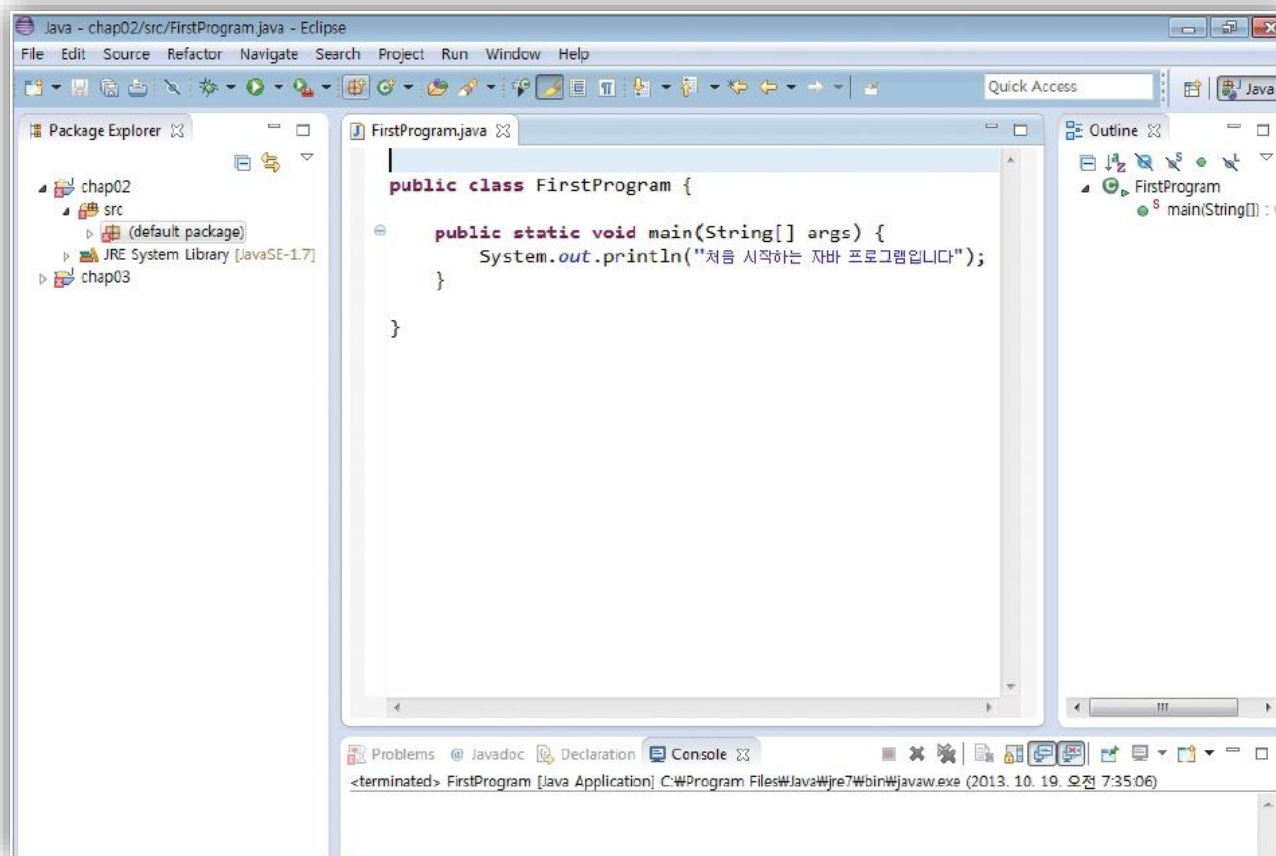 Java - chap02/src/FirstProgram.java - Eclipse
File Edit Source Refactor Navigate Search Project Run Window Help
Quick Access
Java
Package Explorer
chap02
src
(default package)
JRE System Library [JavaSE-1.7]
chap03
FirstProgram.java
public class FirstProgram {
public static void main(String[] args) {
System.out.println("처음 시작하는 자바 프로그램입니다");
}
}
Outline
FirstProgram
main(String[]) :
Problems @ Javadoc Declaration Console
<terminated> FirstProgram [Java Application] C:₩Program Files₩Java₩jre7₩bin₩javaw.exe (2013. 10. 19. 오전 7:35:06)